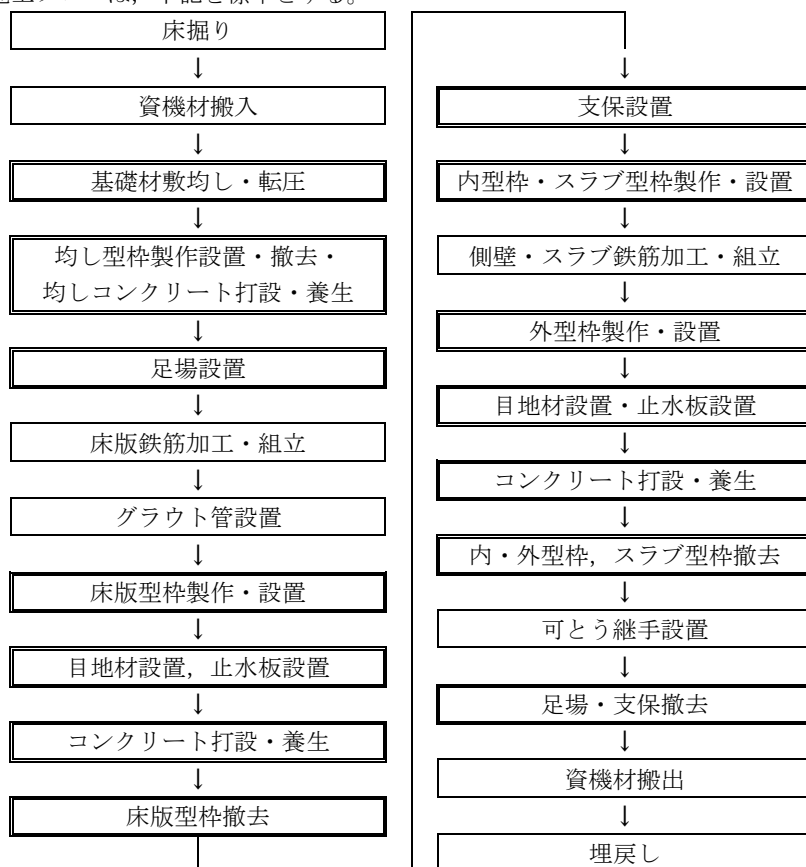 は，下記を標準とする。
床掘り
↓
資機材搬入
↓
基礎材敷均し・転圧
↓
均し型枠製作設置・撤去・
均しコンクリート打設・養生
↓
足場設置
↓
床版鉄筋加工・組立
↓
グラウト管設置
↓
床版型枠製作・設置
↓
目地材設置，止水板設置
↓
コンクリート打設・養生
↓
床版型枠撤去
↓
支保設置
↓
内型枠・スラブ型枠製作・設置
↓
側壁・スラブ鉄筋加工・組立
↓
外型枠製作・設置
↓
目地材設置・止水板設置
↓
コンクリート打設・養生
↓
内・外型枠，スラブ型枠撤去
↓
可とう継手設置
↓
足場・支保撤去
↓
資機材搬出
↓
埋戻し